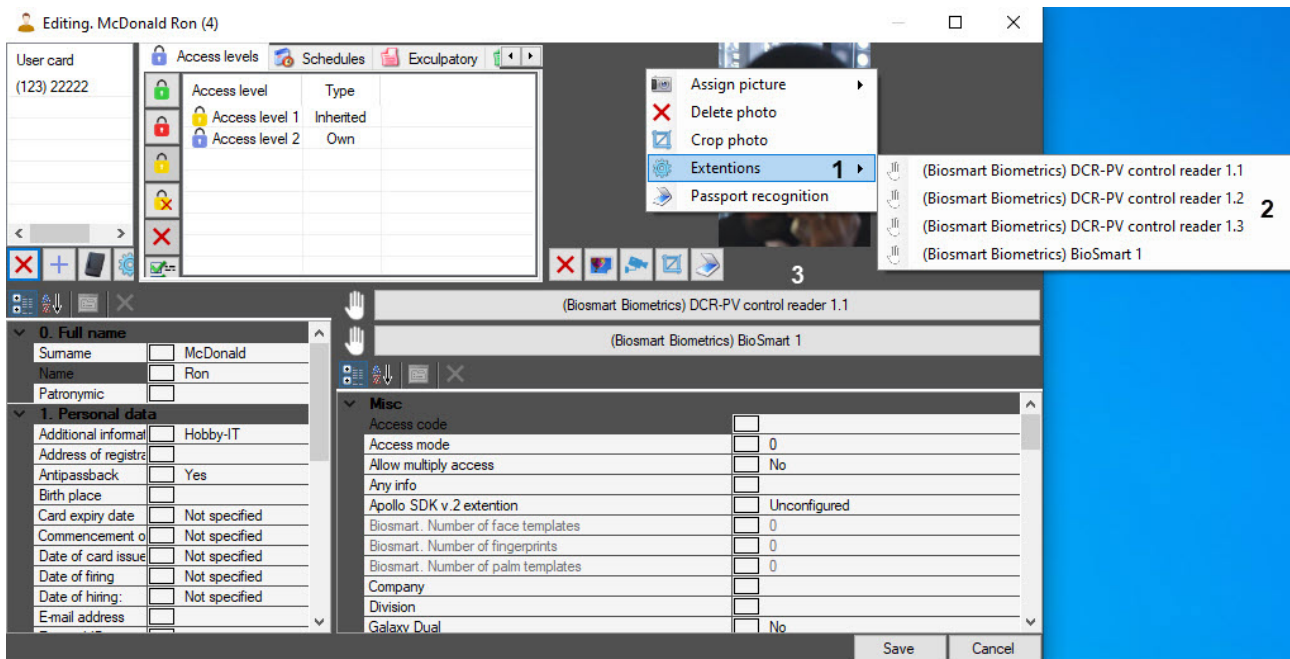 Editing. McDonald Ron (4)
User card
(123) 22222
Access levels
Schedules
Exculpatory
Access level Type
Access level 1 Inherited
Access level 2 Own
Assign picture
Delete photo
Crop photo
Extentions 1
Passport recognition
(Biosmart Biometrics) DCR-PV control reader 1.1
(Biosmart Biometrics) DCR-PV control reader 1.2
(Biosmart Biometrics) DCR-PV control reader 1.3
(Biosmart Biometrics) BioSmart 1
2
3
(Biosmart Biometrics) DCR-PV control reader 1.1
(Biosmart Biometrics) BioSmart 1
0. Full name
Surname McDonald
Name Ron
Patronymic
1. Personal data
Additional informat Hobby-IT
Address of registra
Antipassback Yes
Birth place
Card expiry date Not specified
Commencement o Not specified
Date of card issue Not specified
Date of firing Not specified
Date of hiring: Not specified
E-mail address
Misc
Access code
Access mode 0
Allow multiply access No
Any info
Apollo SDK v.2 extention Unconfigured
Biosmart. Number of face templates 0
Biosmart. Number of fingerprints 0
Biosmart. Number of palm templates 0
Company
Division
Galaxy Dual No
Save
Cancel